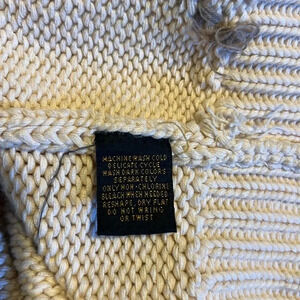 MACHINE WASH COLD
DELICATE CYCLE
WASH DARK COLORS
SEPARATELY
ONLY NON-CHLORINE
BLEACH WHEN NEEDED
RESHAPE, DRY FLAT
DO NOT WRING
OR TWIST